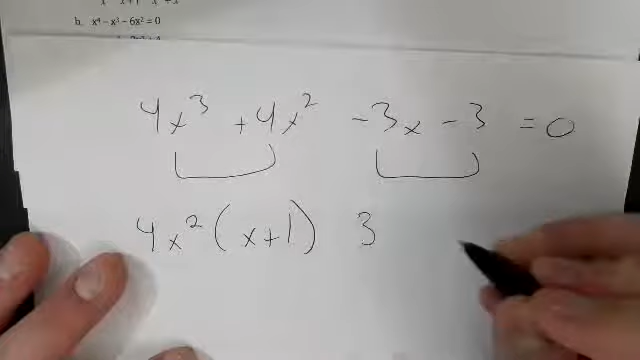 b. x⁴ – x³ – 6x² = 0
4x³ + 4x² - 3x - 3 = 0
4x² (x+1) 3